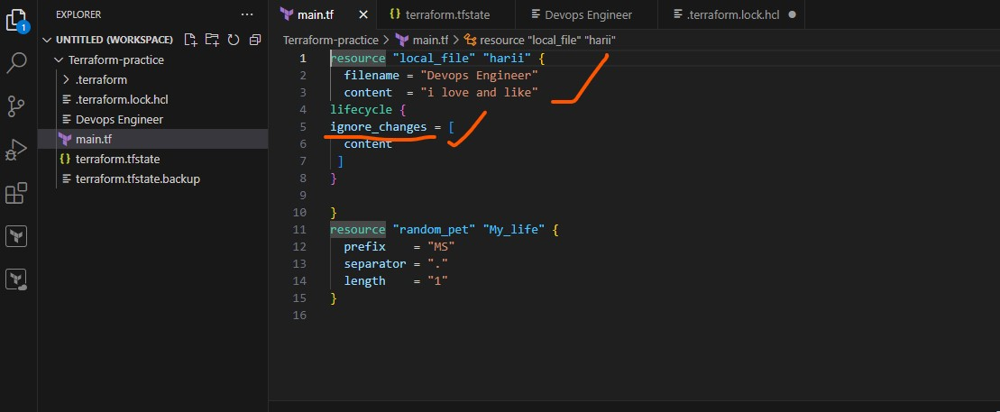 EXPLORER
UNTITLED (WORKSPACE)
Terraform-practice
.terraform
.terraform.lock.hcl
Devops Engineer
main.tf
terraform.tfstate
terraform.tfstate.backup
1
main.tf
terraform.tfstate
Devops Engineer
.terraform.lock.hcl
Terraform-practice > main.tf > resource "local_file" "harii"
1 resource "local_file" "harii" {
2 filename = "Devops Engineer"
3 content = "i love and like"
4 lifecycle {
5 ignore_changes = [
6 content
7 ]
8 }
9
10 }
11 resource "random_pet" "My_life" {
12 prefix = "MS"
13 separator = "."
14 length = "1"
15 }
16